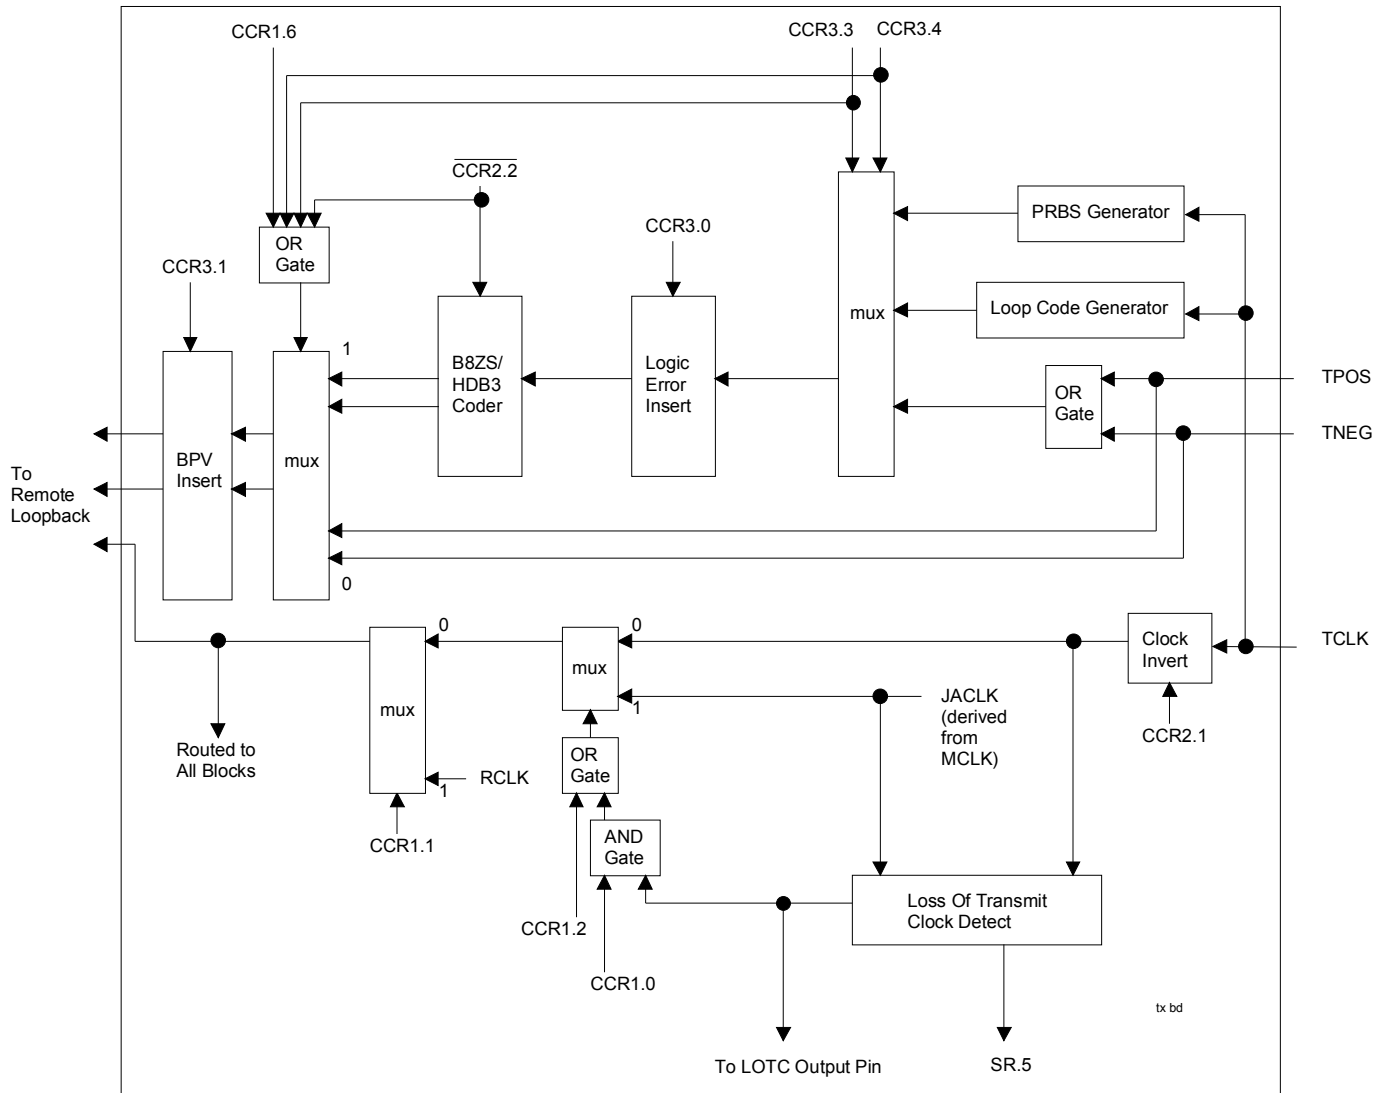 CCR1.6
CCR3.3
CCR3.4
CCR2.2
PRBS Generator
CCR3.0
OR
Gate
CCR3.1
Loop Code Generator
mux
1
B8ZS/
HDB3
Coder
Logic
Error
Insert
OR
Gate
TPOS
TNEG
BPV
Insert
mux
To
Remote
Loopback
0
0
0
Clock
Invert
TCLK
mux
1
JACLK
(derived
from
MCLK)
mux
CCR2.1
Routed to
All Blocks
OR
Gate
RCLK
1
CCR1.1
AND
Gate
Loss Of Transmit
Clock Detect
CCR1.2
CCR1.0
tx bd
To LOTC Output Pin
SR.5